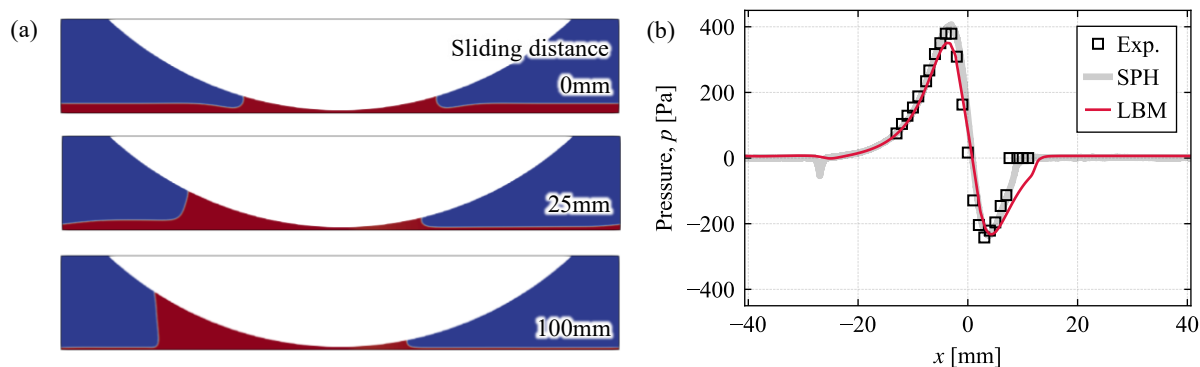 (a)
Sliding distance
0mm
25mm
100mm
(b)
400
200
0
−200
−400
Pressure, p [Pa]
Exp.
SPH
LBM
−40
−20
0
20
40
x [mm]